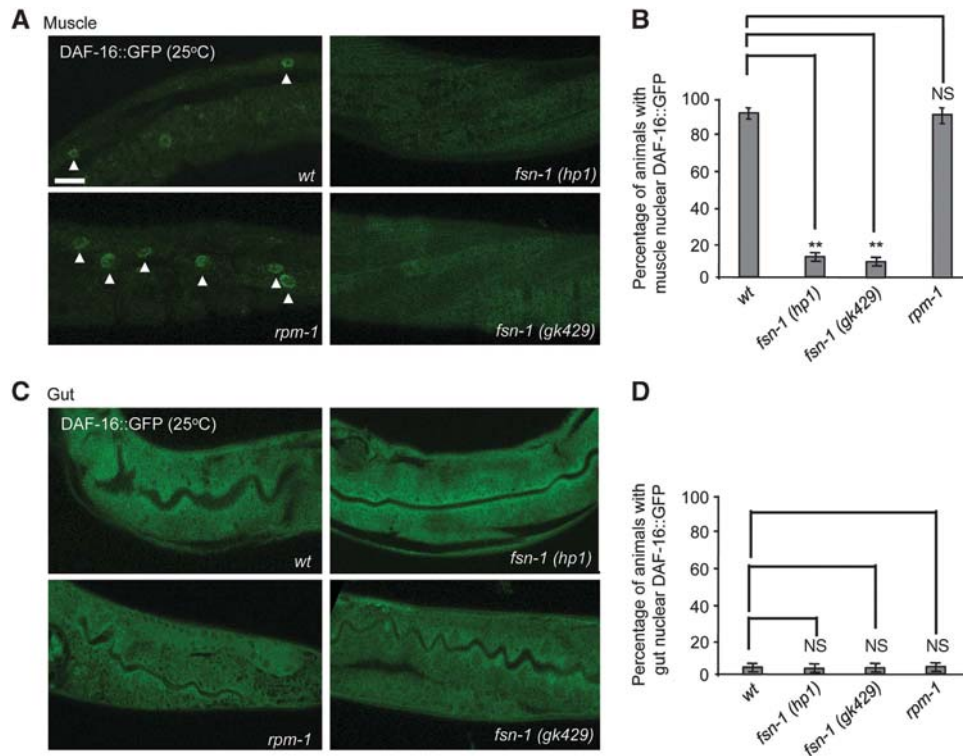 A Muscle
DAF-16::GFP (25°C)
wt
fsn-1 (hp1)
rpm-1
fsn-1 (gk429)
B
Percentage of animals with
muscle nuclear DAF-16::GFP
100
80
60
40
20
0
**
**
NS
wt
fsn-1 (hp1)
fsn-1 (gk429)
rpm-1
C Gut
DAF-16::GFP (25°C)
wt
fsn-1 (hp1)
rpm-1
fsn-1 (gk429)
D
Percentage of animals with
gut nuclear DAF-16::GFP
100
80
60
40
20
0
NS
NS
NS
wt
fsn-1 (hp1)
fsn-1 (gk429)
rpm-1